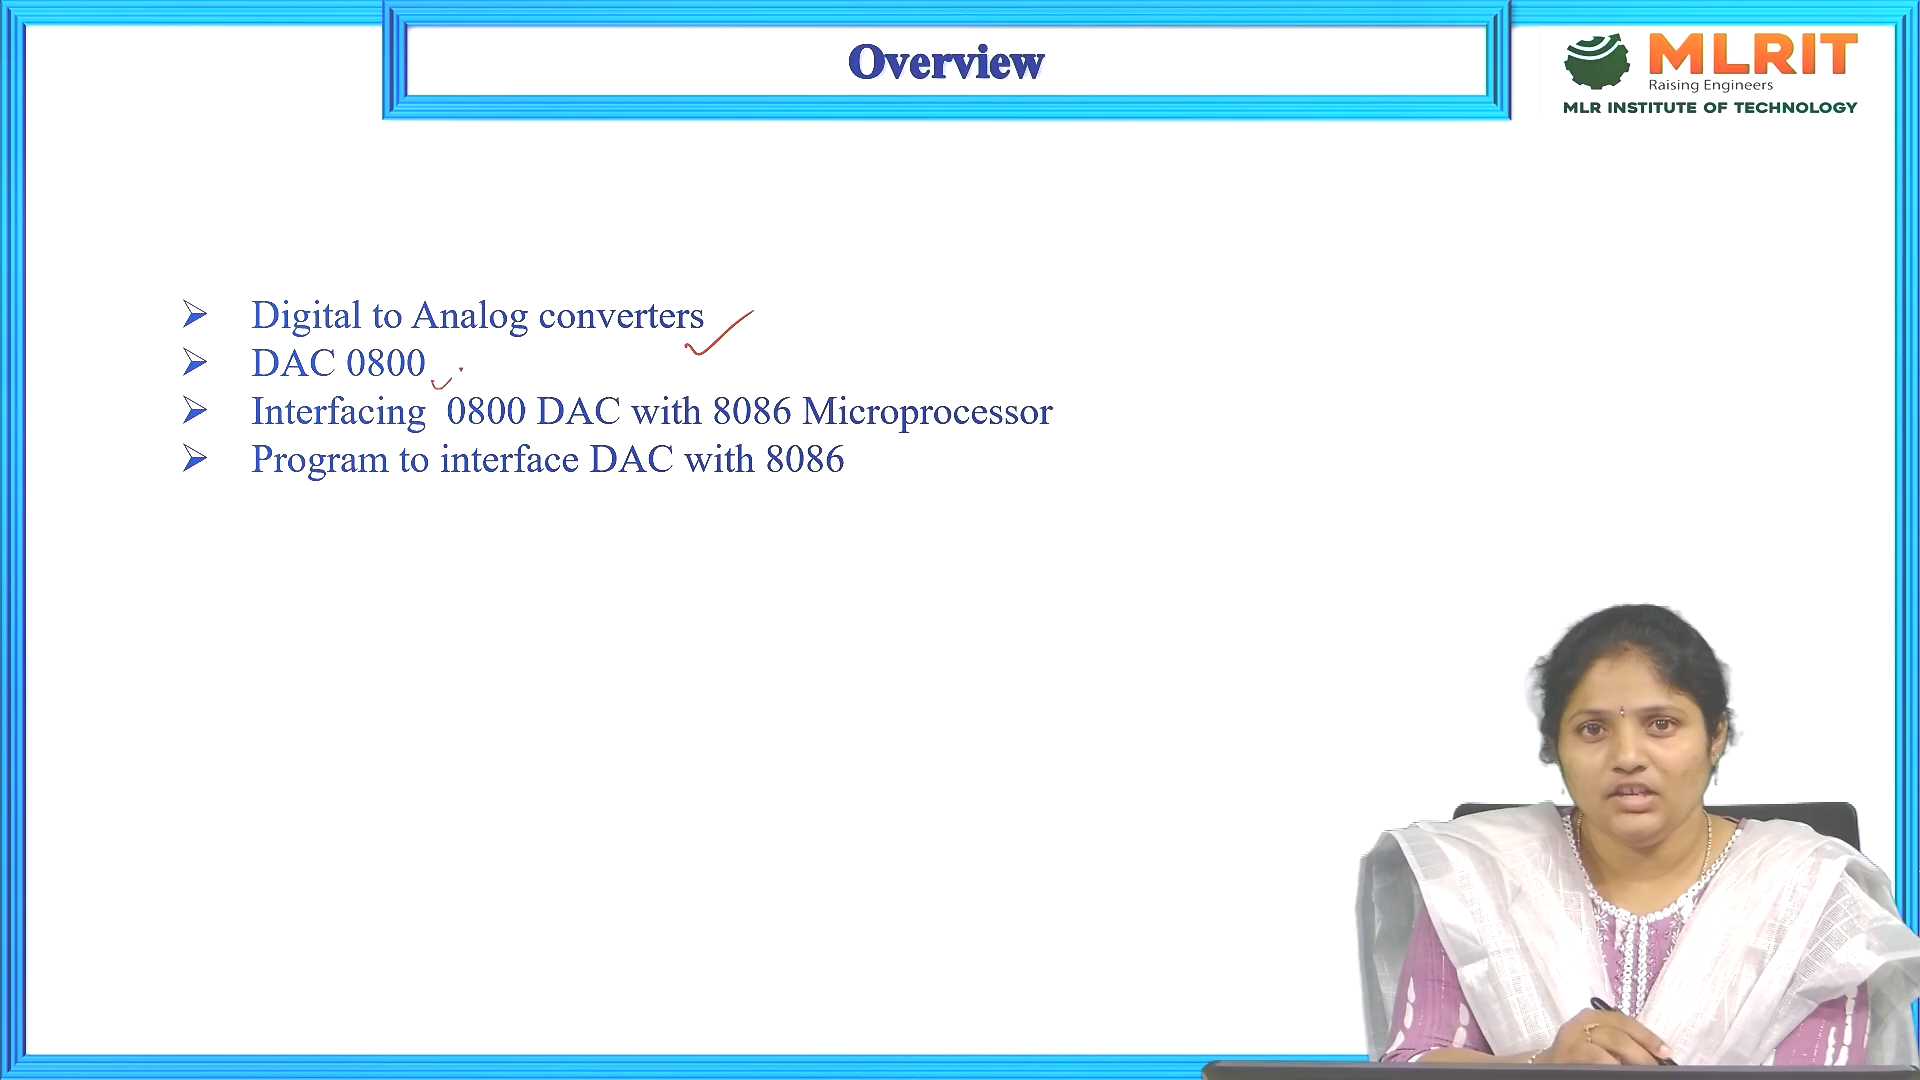 Overview
MLRIT
Raising Engineers
MLR INSTITUTE OF TECHNOLOGY
Digital to Analog converters
DAC 0800
Interfacing 0800 DAC with 8086 Microprocessor
Program to interface DAC with 8086